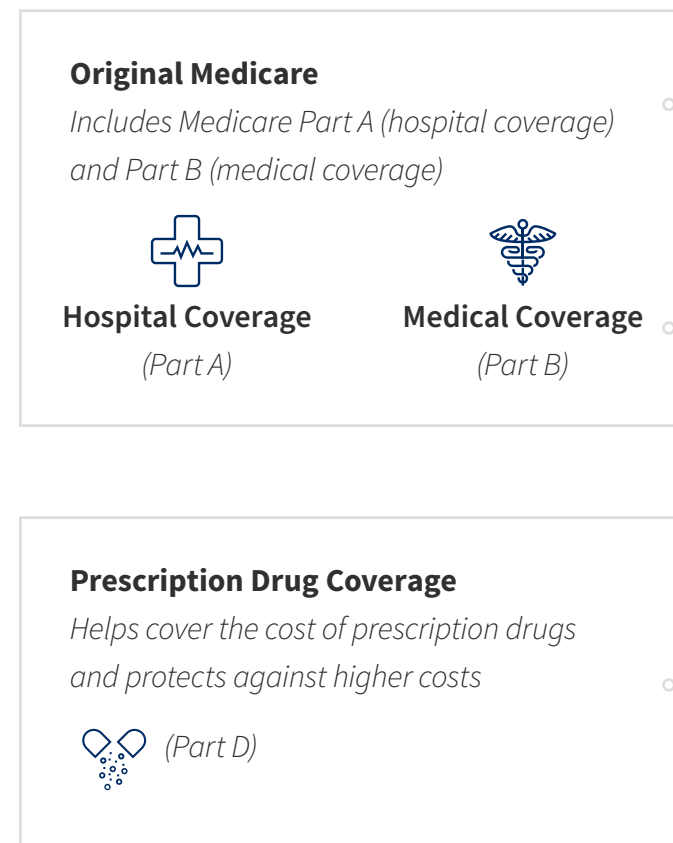 Original Medicare
Includes Medicare Part A (hospital coverage)
and Part B (medical coverage)
Hospital Coverage
(Part A)
Medical Coverage
(Part B)
Prescription Drug Coverage
Helps cover the cost of prescription drugs
and protects against higher costs
(Part D)